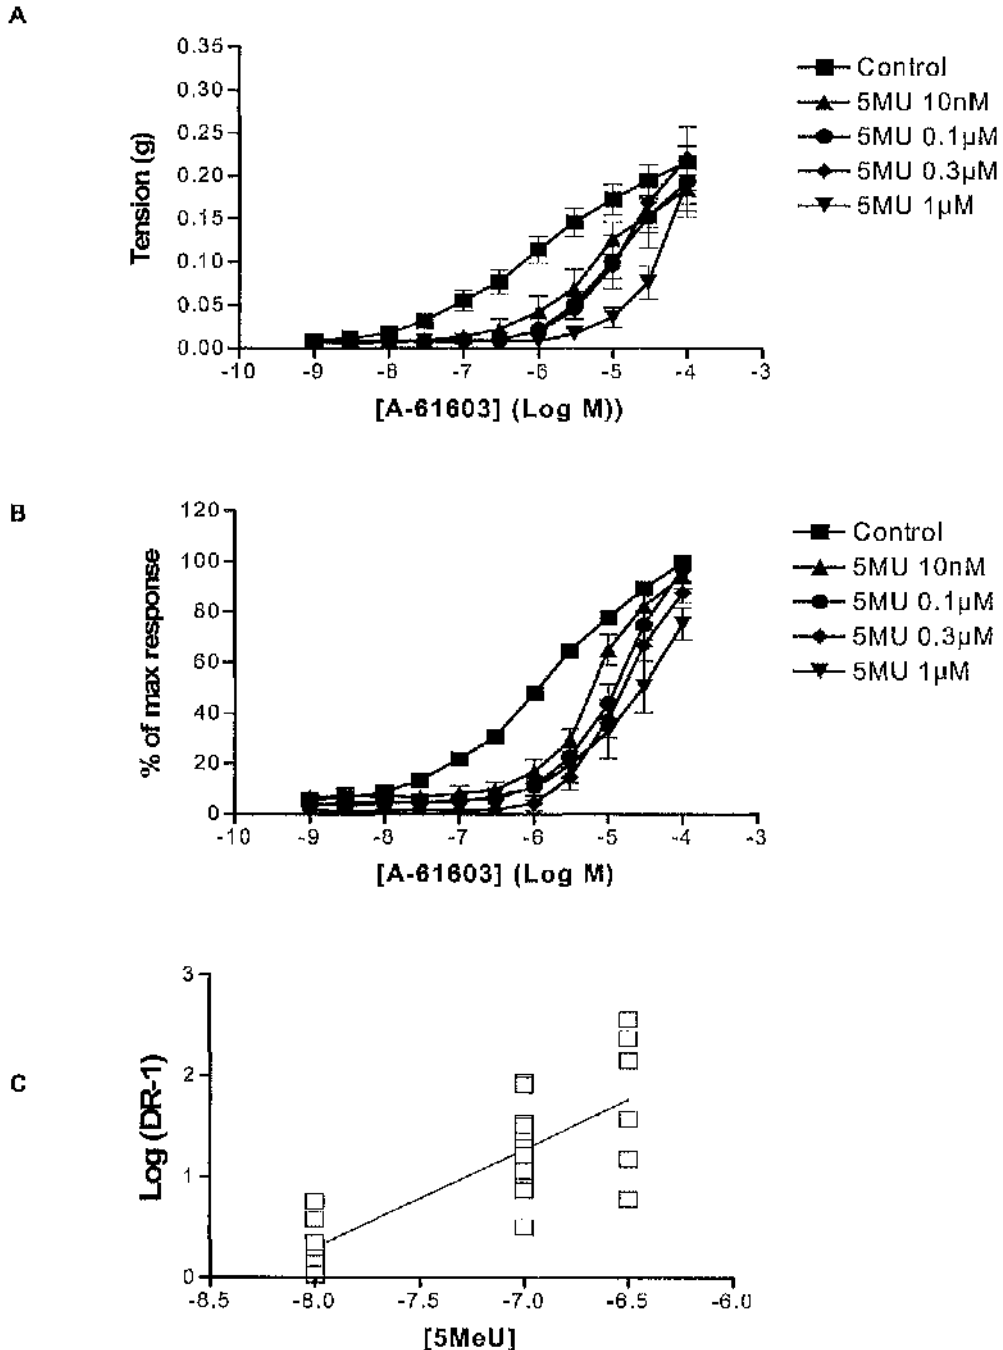 A
0.35
0.30
0.25
0.20
0.15
0.10
0.05
0.00
Tension (g)
-10 -9 -8 -7 -6 -5 -4 -3
[A-61603] (Log M))
Control
5MU 10nM
5MU 0.1µM
5MU 0.3µM
5MU 1µM
B
120
100
80
60
40
20
0
% of max response
-10 -9 -8 -7 -6 -5 -4 -3
[A-61603] (Log M)
Control
5MU 10nM
5MU 0.1µM
5MU 0.3µM
5MU 1µM
C
3
2
1
0
Log (DR-1)
-8.5 -8.0 -7.5 -7.0 -6.5 -6.0
[5MeU]